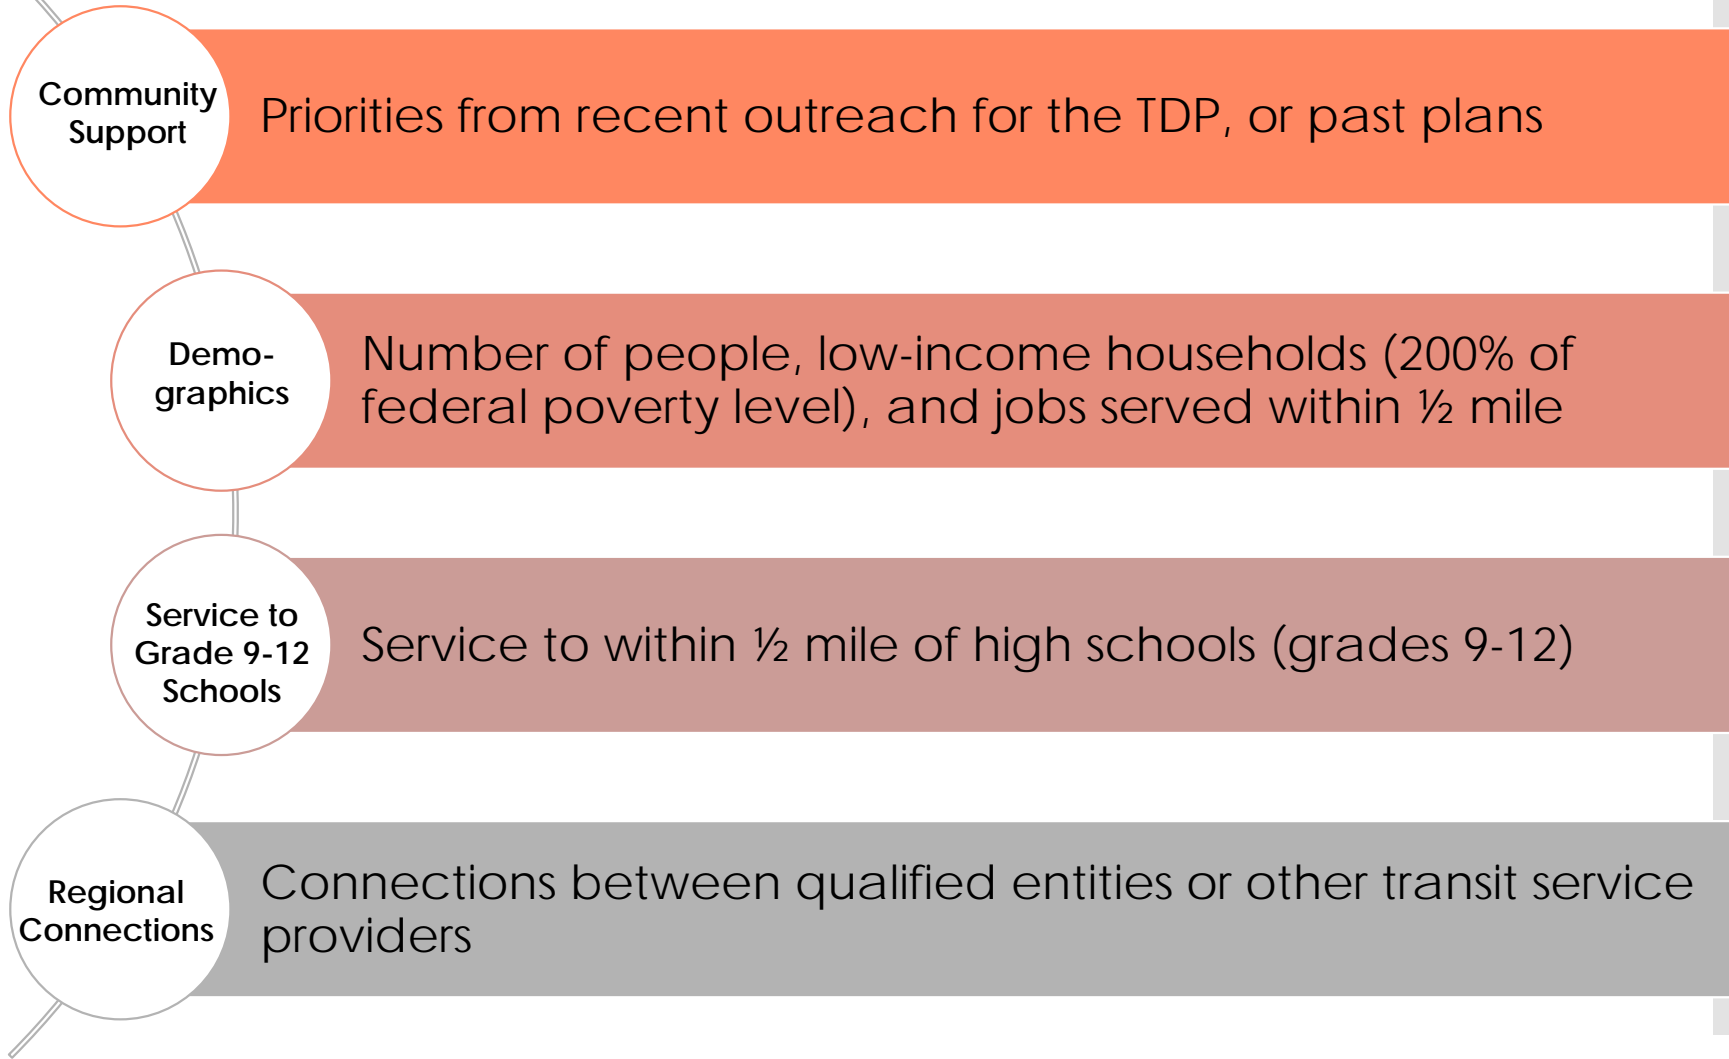 Community
Support
Priorities from recent outreach for the TDP, or past plans
Demo-
graphics
Number of people, low-income households (200% of
federal poverty level), and jobs served within ½ mile
Service to
Grade 9-12
Schools
Service to within ½ mile of high schools (grades 9-12)
Regional
Connections
Connections between qualified entities or other transit service
providers